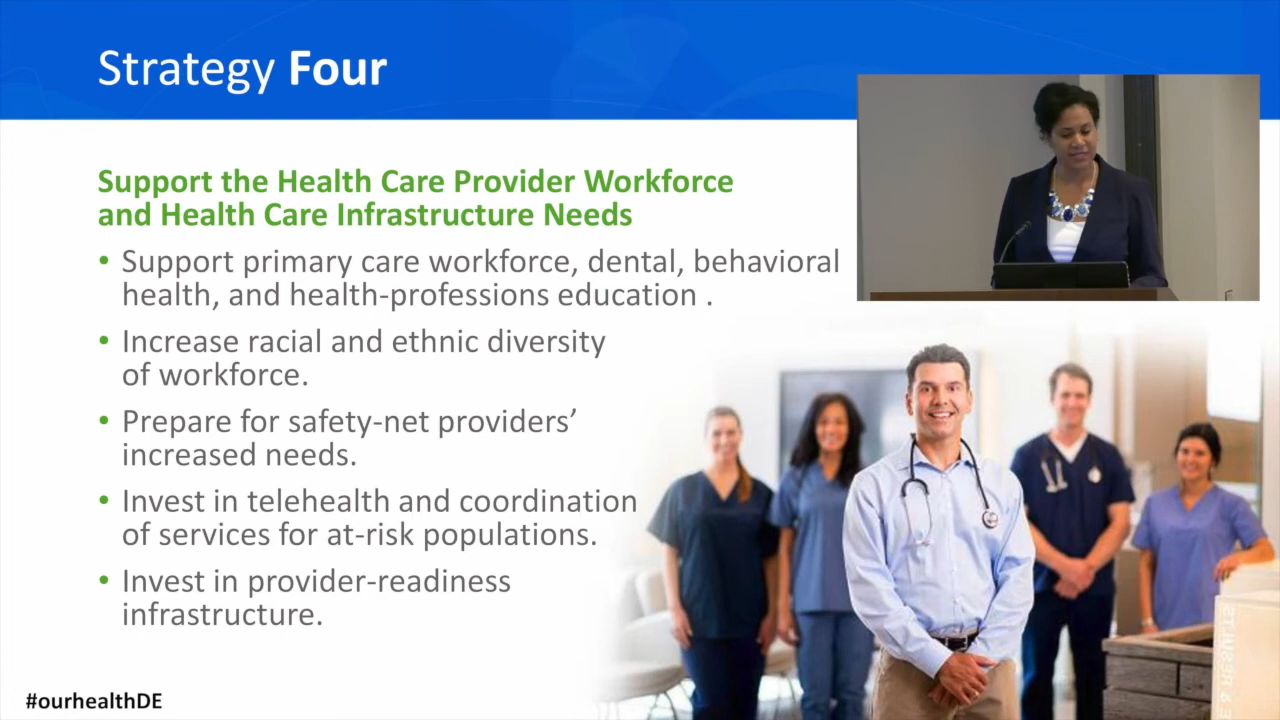 Strategy Four
Support the Health Care Provider Workforce
and Health Care Infrastructure Needs
• Support primary care workforce, dental, behavioral
health, and health-professions education .
• Increase racial and ethnic diversity
of workforce.
• Prepare for safety-net providers’
increased needs.
• Invest in telehealth and coordination
of services for at-risk populations.
• Invest in provider-readiness
infrastructure.
#ourhealthDE